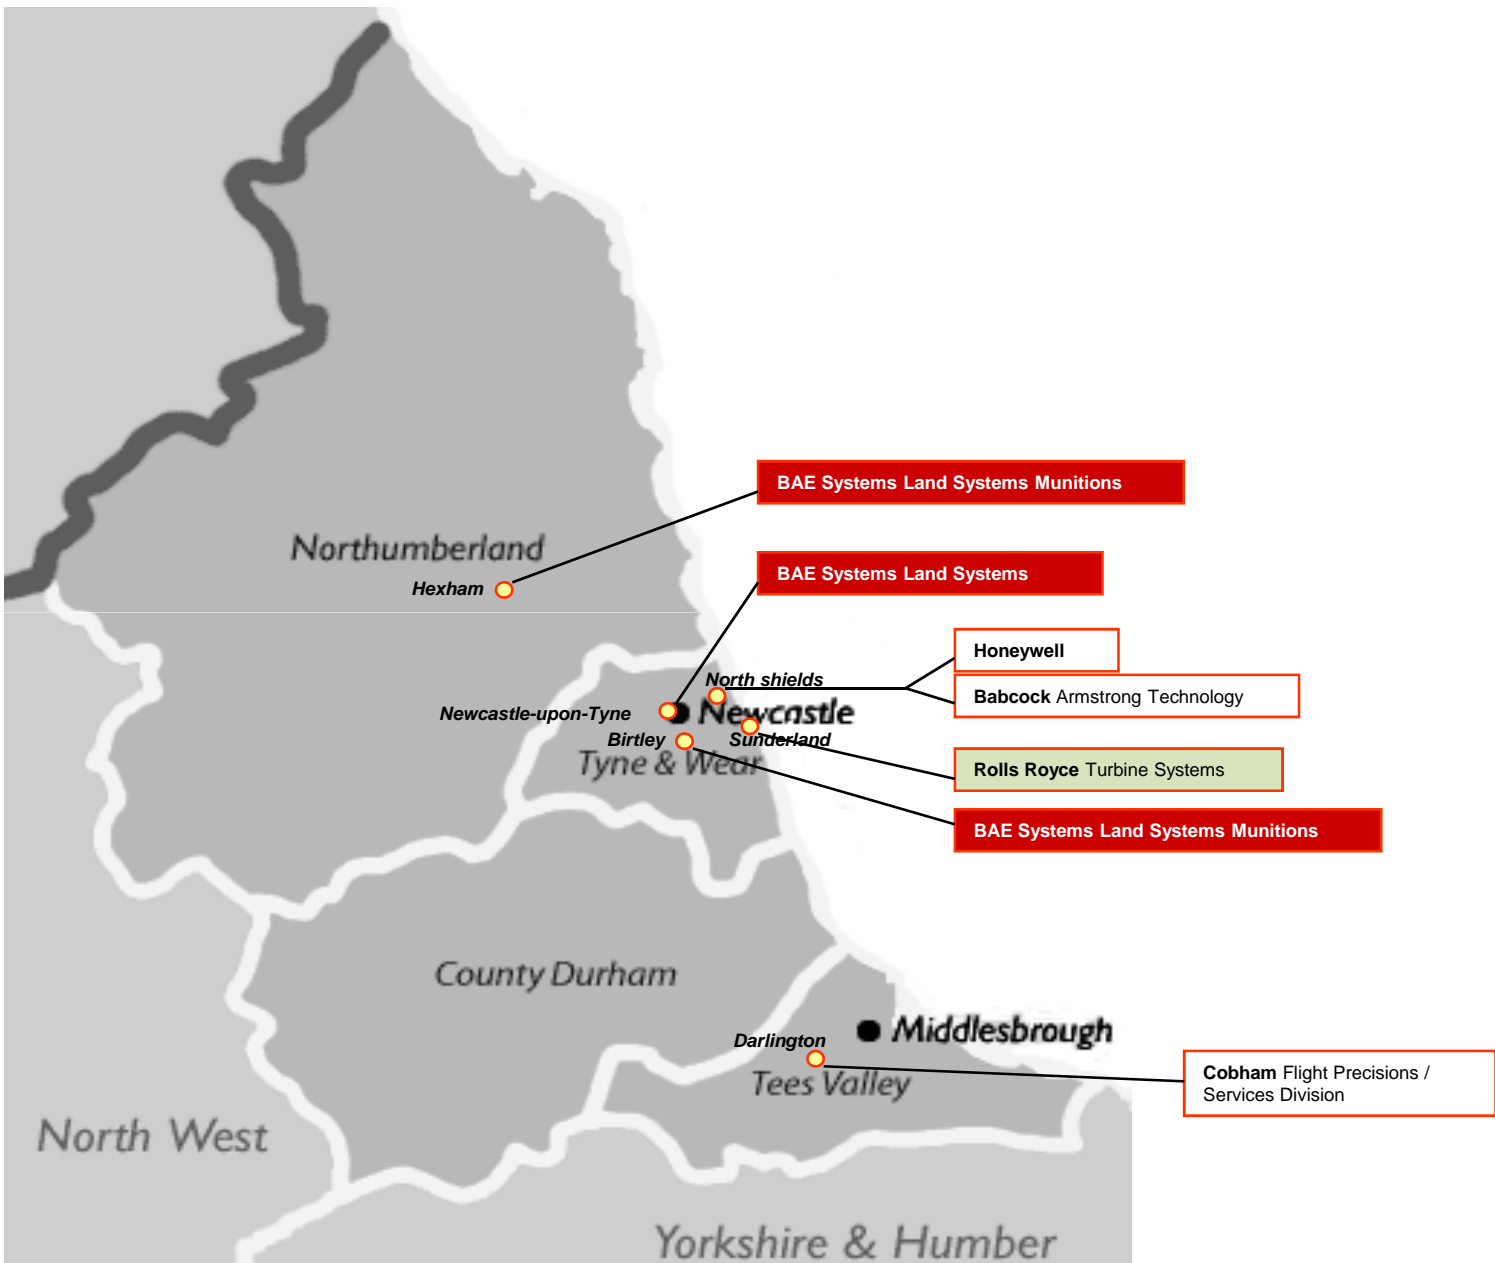 BAE Systems Land Systems Munitions
Northumberland
Hexham
BAE Systems Land Systems
Honeywell
North shields
Babcock Armstrong Technology
Newcastle-upon-Tyne
Newcastle
Birtley
Sunderland
Tyne & Wear
Rolls Royce Turbine Systems
BAE Systems Land Systems Munitions
County Durham
Middlesbrough
Darlington
Tees Valley
Cobham Flight Precisions /
Services Division
North West
Yorkshire & Humber